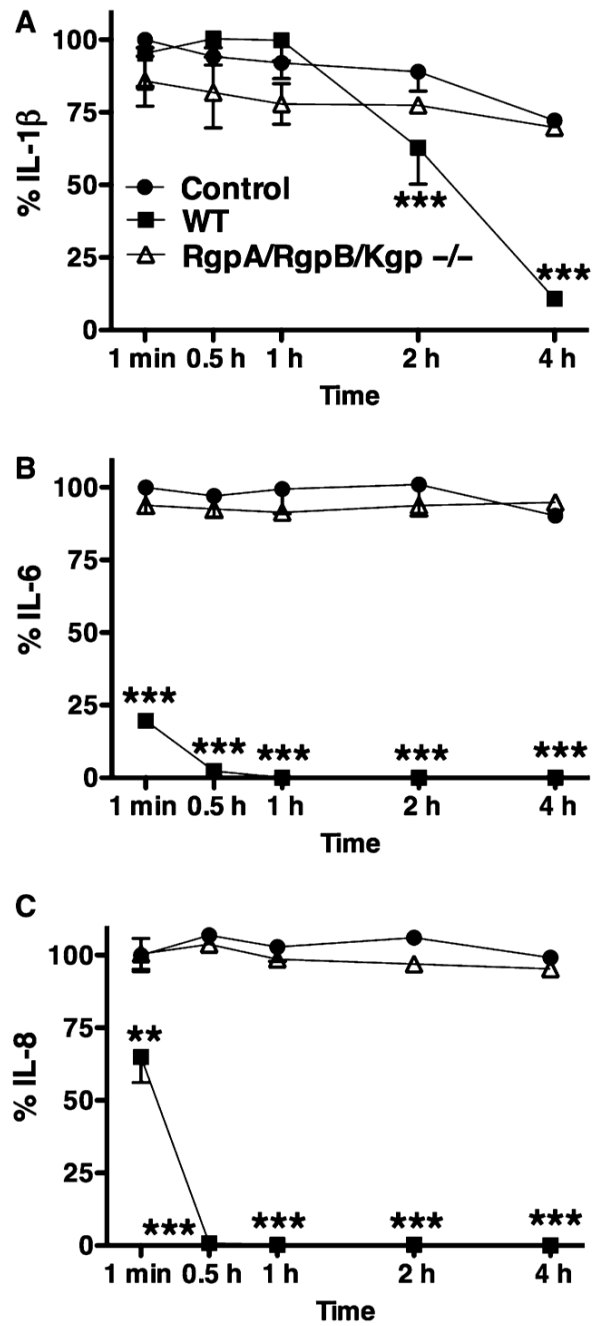 A
% IL-1β
100
75
50
25
0
Control
WT
RgpA/RgpB/Kgp –/–
***
***
1 min 0.5 h 1 h 2 h 4 h
Time
B
% IL-6
100
75
50
25
0
***
***
***
***
***
1 min 0.5 h 1 h 2 h 4 h
Time
C
% IL-8
100
75
50
25
0
**
***
***
***
***
1 min 0.5 h 1 h 2 h 4 h
Time